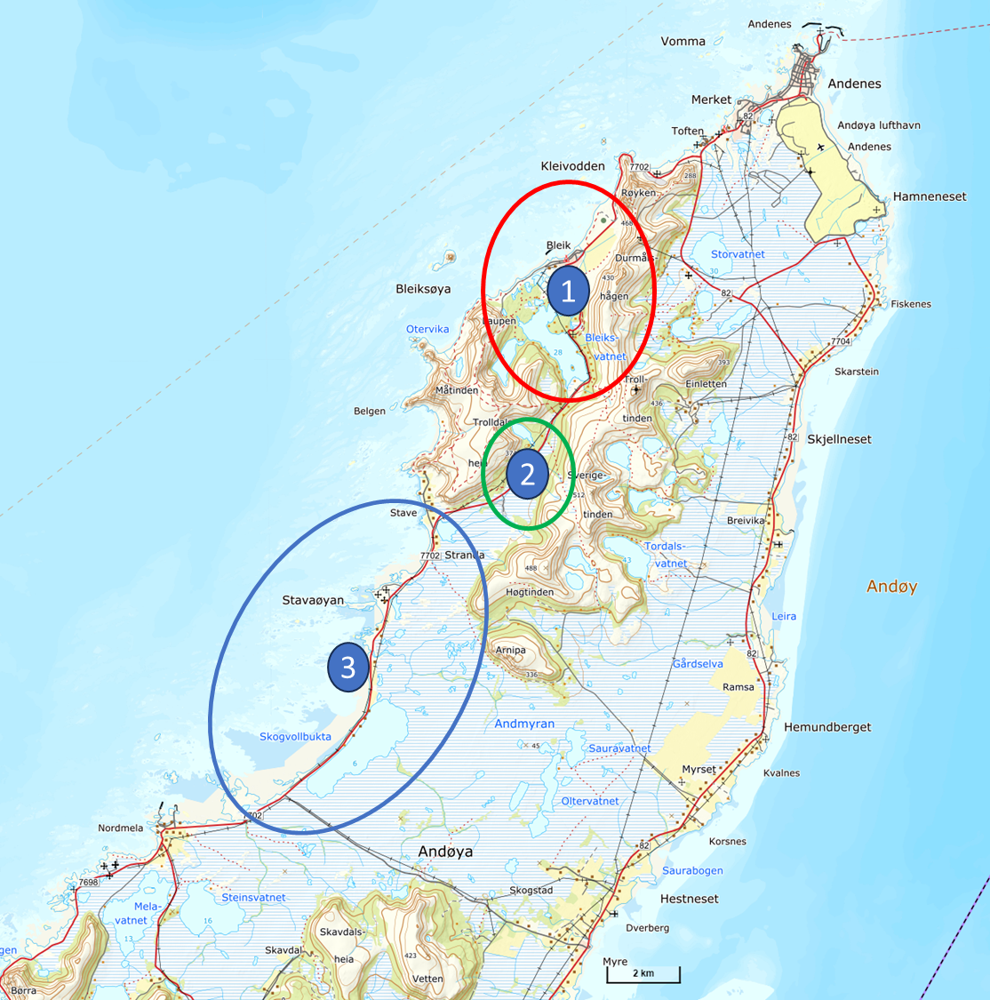 Andenes
Vomma
Andenes
Merket
82
Andøya lufthavn
Toften
Andenes
Kleivodden
7702
288
Røyken
Hamneneset
468
Bleik
Durmåls-
Storvatnet
30
430
Bleiksøya
1
hågen
82
Fiskenes
Laupen
Otervika
Bleiks-
vatnet
7704
28
393
Skarstein
Måtinden
Troll-
Einletten
436
Belgen
Trolldals-
tinden
82
Skjellneset
heia
2
Sverige-
512
Stave
tinden
Breivika
7702
Stranda
Tordals-
vatnet
43
488
Høgtinden
Andøy
Stavaøyan
Leira
Arnipa
82
3
336
Gårdselva
Ramsa
Andmyran
Hemundberget
Skogvollbukta
45
Sauravatnet
6
Myrset
Kvalnes
Oltervatnet
7702
Nordmela
Korsnes
82
Andøya
Saurabogen
7698
Skogstad
Steinsvatnet
Hestneset
Mela-
vatnet
16
Dverberg
13
Skavdals-
heia
Skavdal
423
Myre
Vetten
2 km
Børra